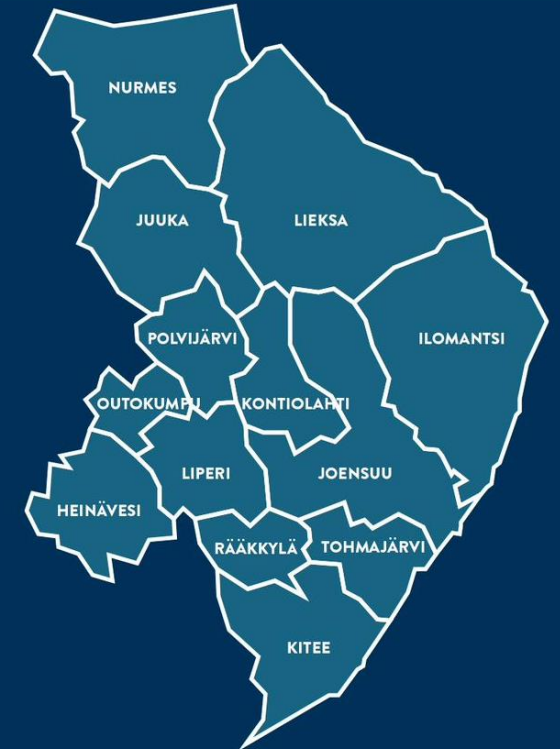 NURMES
JUUKA
LIEKSA
POLVIJÄRVI
ILOMANTSI
OUTOKUMPU
KONTIOLAHTI
LIPERI
JOENSUU
HEINÄVESI
RÄÄKKYLÄ
TOHMAJÄRVI
KITEE